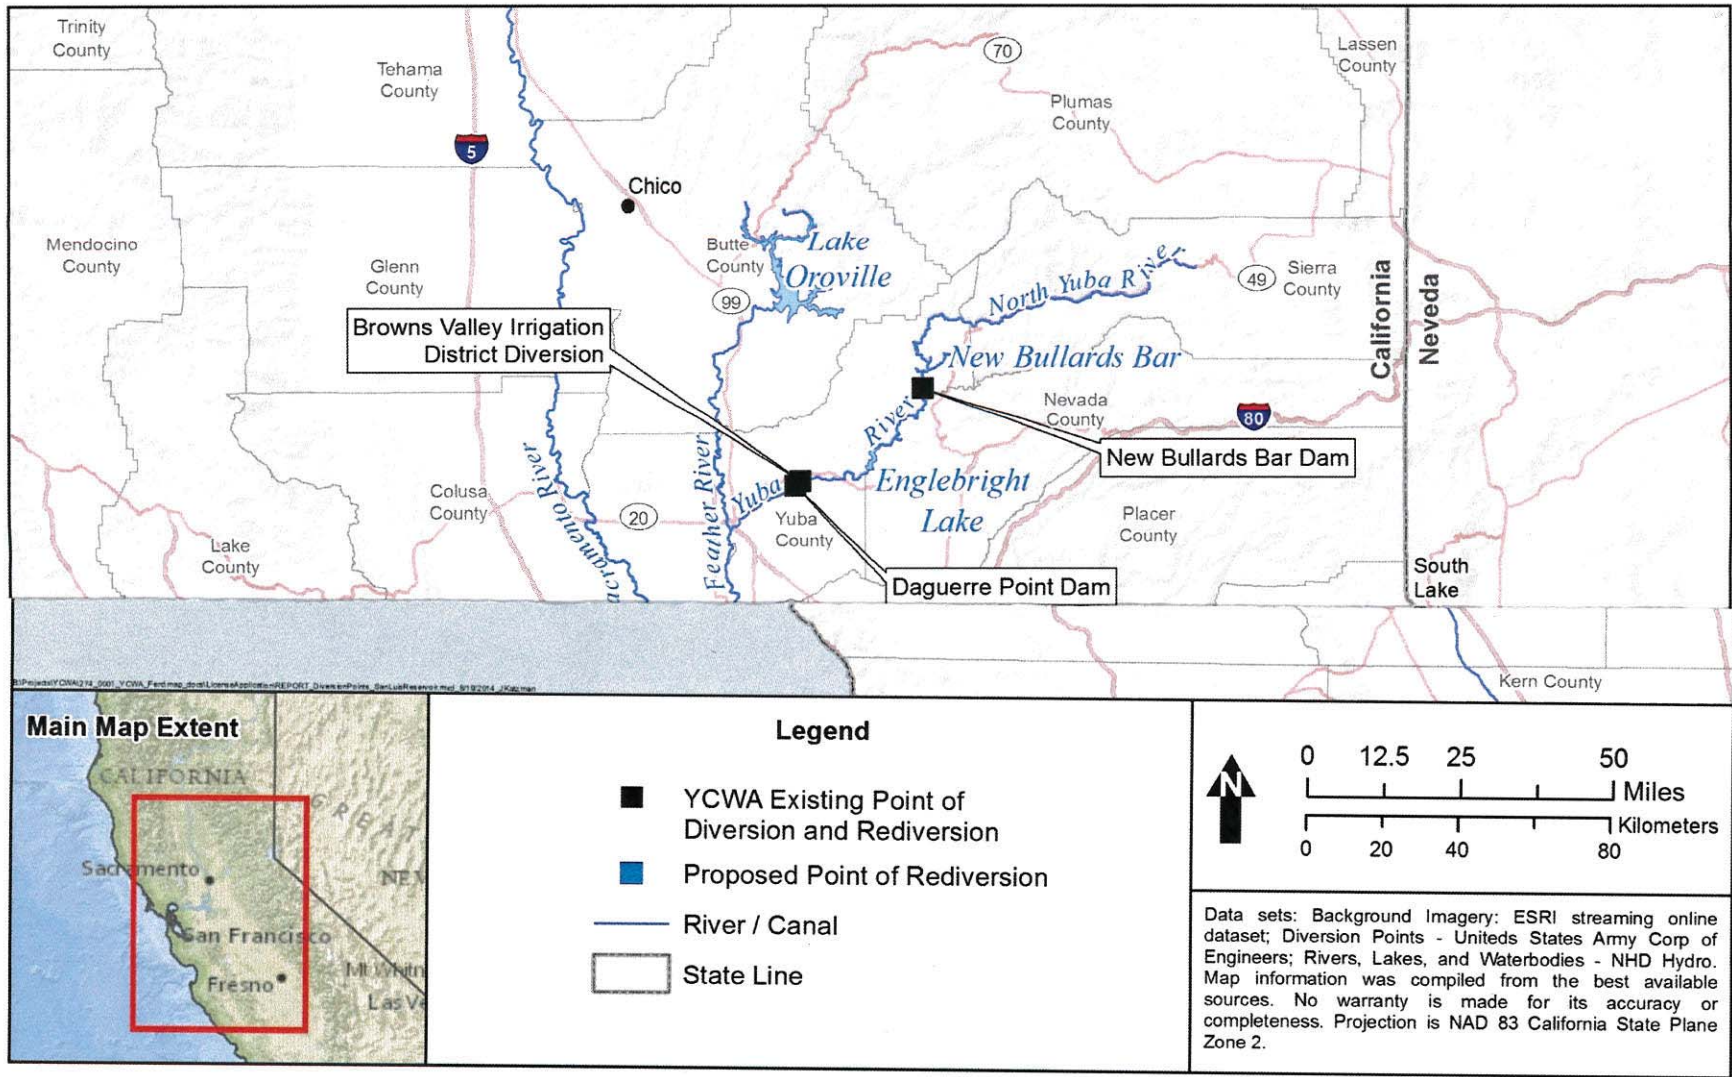 Trinity
County
Tehama
County
5
Chico
70
Lassen
County
Plumas
County
Mendocino
County
Glenn
County
Butte
County
99
Lake
Oroville
North Yuba River
49
Sierra
County
California
Neveda
Browns Valley Irrigation
District Diversion
New Bullards Bar
Nevada
County
80
New Bullards Bar Dam
River
Yuba
Englebright
Lake
Feather River
acramento River
Colusa
County
20
Yuba
County
Placer
County
Lake
County
Daguerre Point Dam
South
Lake
Kern County
Main Map Extent
CALIFORNIA
GREAT
Sacramento
NEV
San Francisco
Fresno
Mt Whitn
Las Ve
Legend
YCWA Existing Point of
Diversion and Rediversion
Proposed Point of Rediversion
River / Canal
State Line
N
0 12.5 25 50
Miles
Kilometers
0 20 40 80
Data sets: Background Imagery: ESRI streaming online
dataset; Diversion Points - Uniteds States Army Corp of
Engineers; Rivers, Lakes, and Waterbodies - NHD Hydro.
Map information was compiled from the best available
sources. No warranty is made for its accuracy or
completeness. Projection is NAD 83 California State Plane
Zone 2.